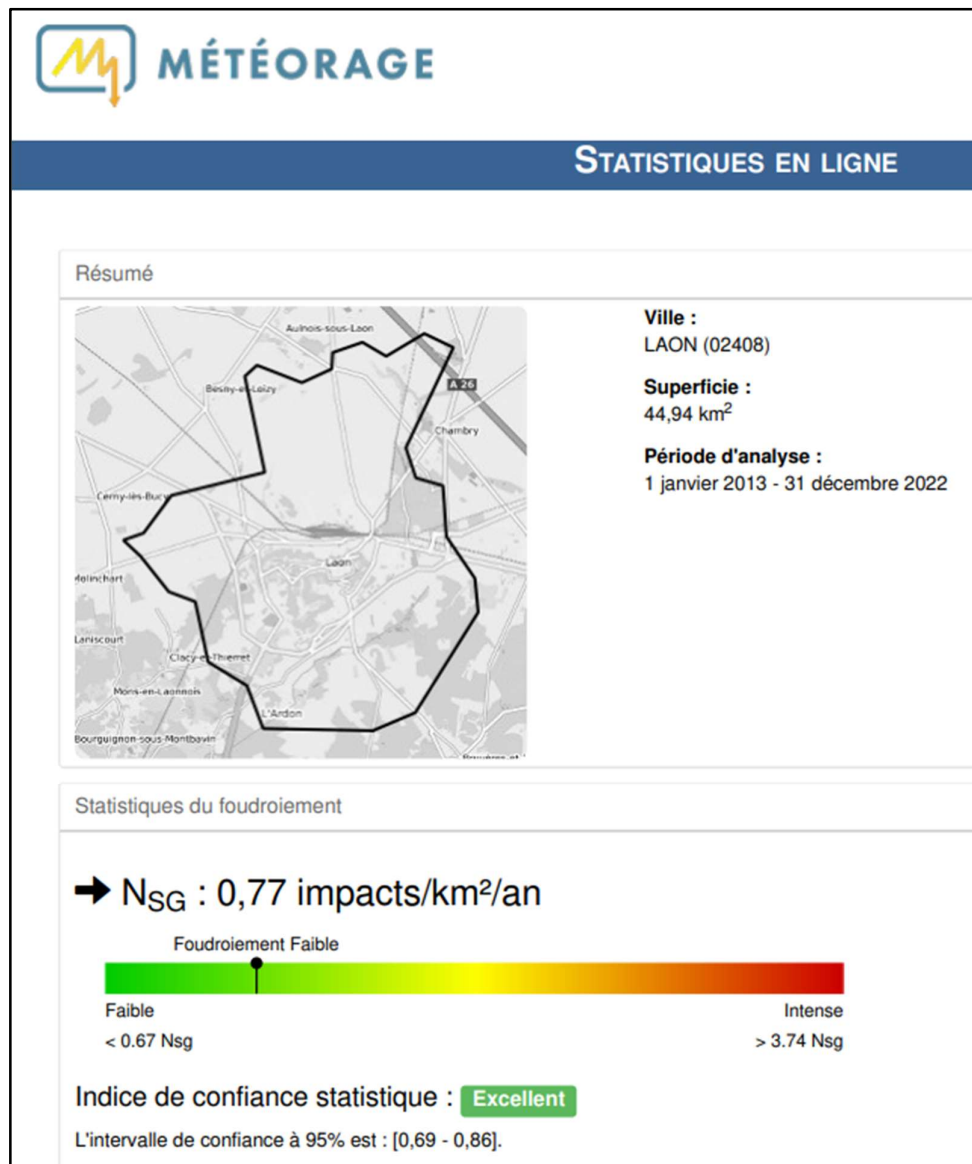 MÉTÉORAGE
STATISTIQUES EN LIGNE
Résumé
Aulnois-sous-Laon
Besny-et-Loizy
A 26
Chambry
Cerny-lès-Bucy
Laon
Molinchart
Laniscourt
Clacy-et-Thierret
Mons-en-Laonnois
L'Ardon
Bourguignon-sous-Montbavin
Ville :
LAON (02408)
Superficie :
44,94 km²
Période d'analyse :
1 janvier 2013 - 31 décembre 2022
Statistiques du foudroiement
➔ NSG : 0,77 impacts/km²/an
Foudroiement Faible
Faible
Intense
< 0.67 Nsg
> 3.74 Nsg
Indice de confiance statistique : Excellent
L'intervalle de confiance à 95% est : [0,69 - 0,86].